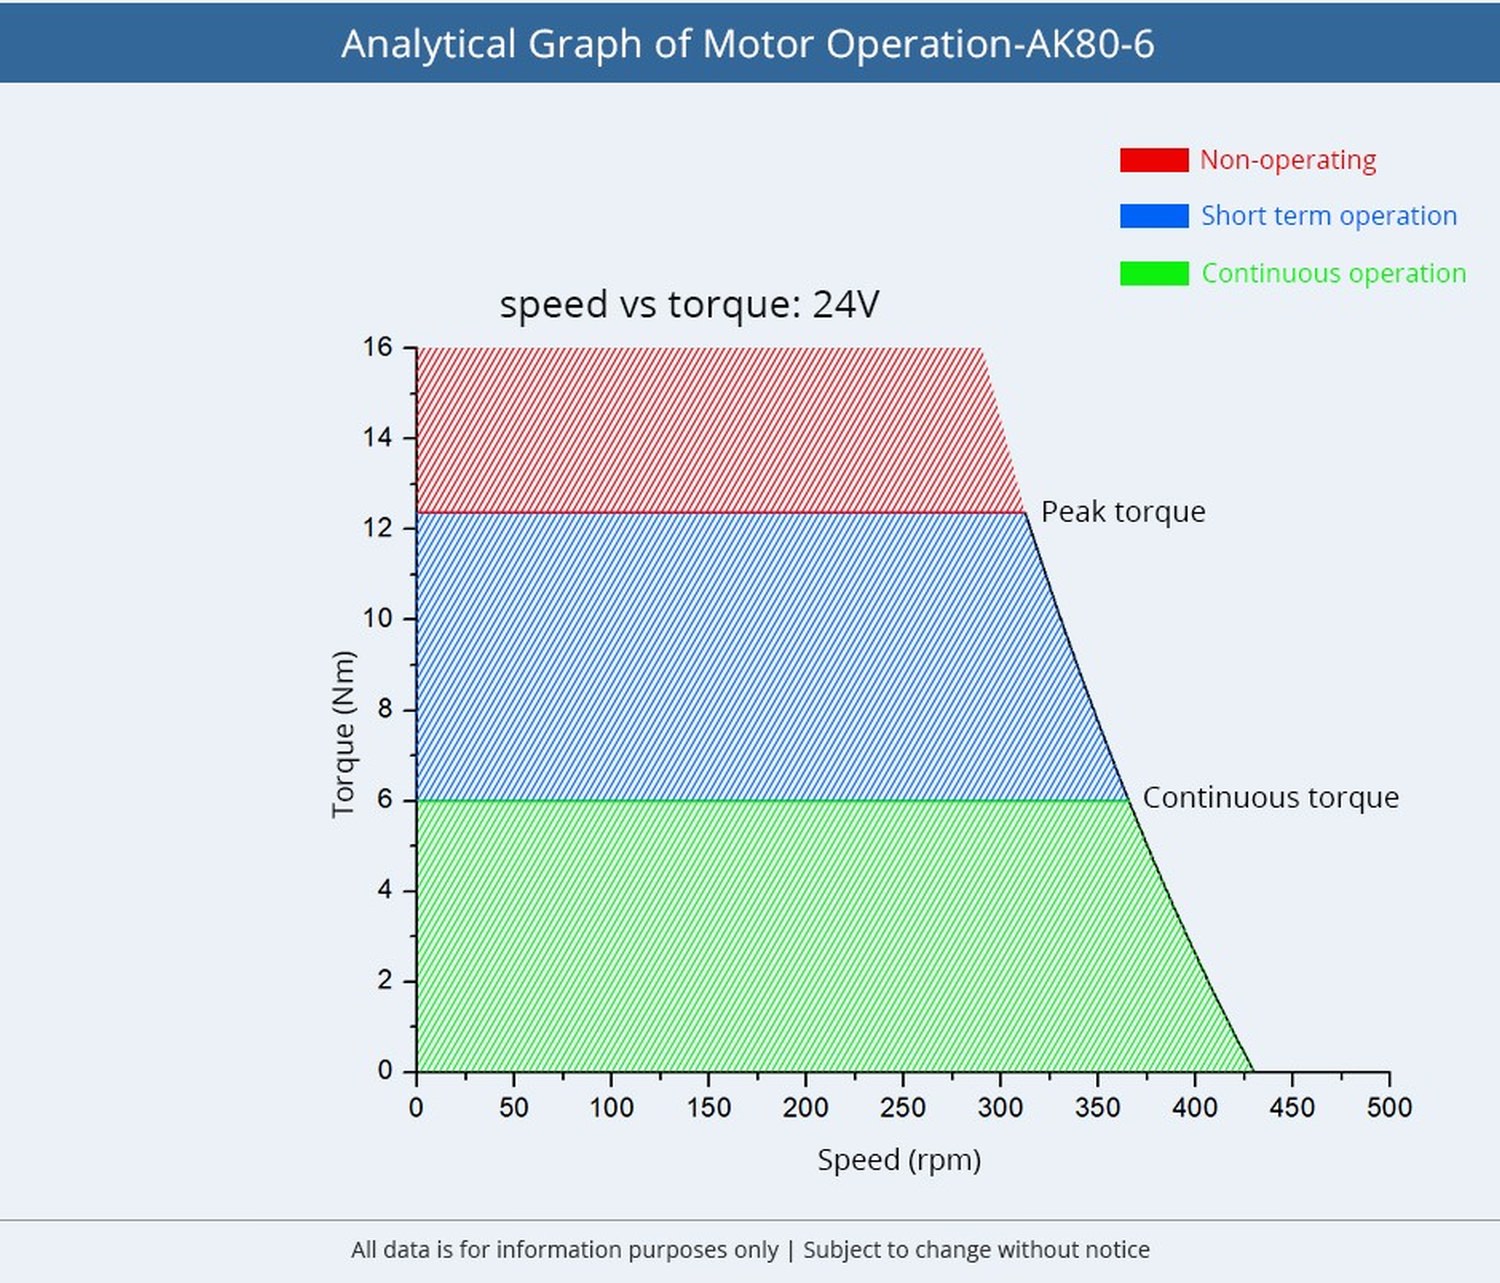 Analytical Graph of Motor Operation-AK80-6
Non-operating
Short term operation
Continuous operation
speed vs torque: 24V
16
14
12
10
8
6
4
2
0
Torque (Nm)
Peak torque
Continuous torque
0 50 100 150 200 250 300 350 400 450 500
Speed (rpm)
All data is for information purposes only | Subject to change without notice